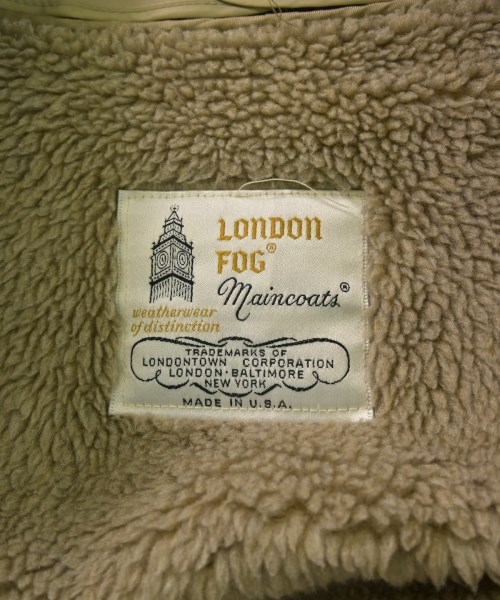 LONDON
FOG®
Maincoats®
weatherwear
of distinction
TRADEMARKS OF
LONDONTOWN CORPORATION
LONDON·BALTIMORE
NEW YORK
MADE IN U.S.A.